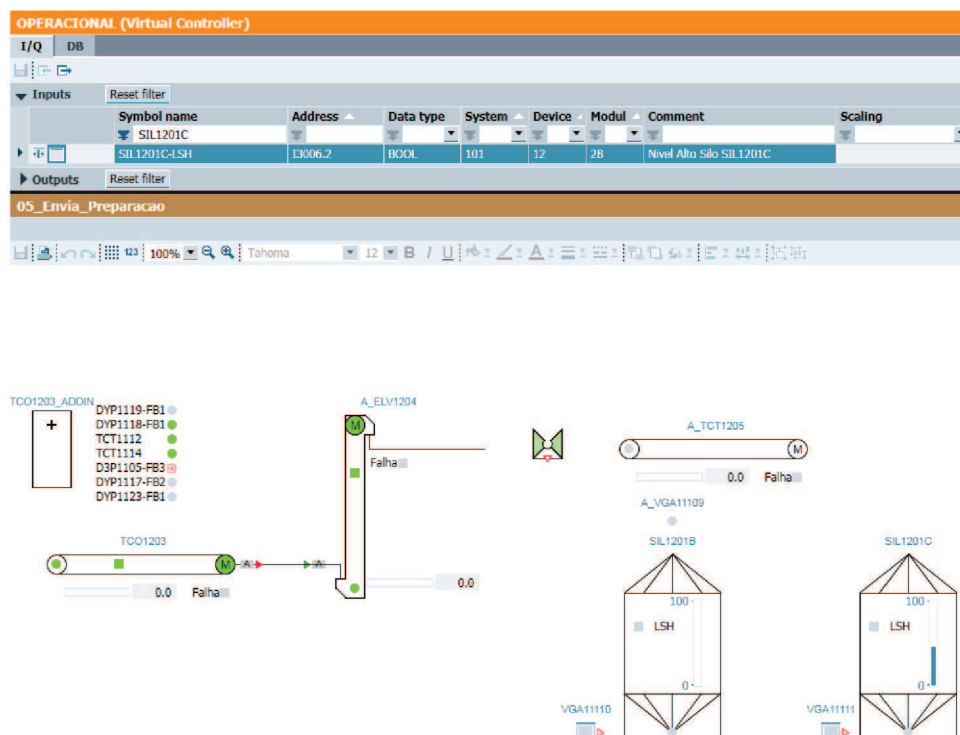 OPERACIONAL (Virtual Controller)
I/Q DB
Inputs Reset filter
Symbol name Address Data type System Device Modul Comment Scaling
SIL1201C
SIL1201C-LSH I3006.2 BOOL 101 12 2B Nivel Alto Silo SIL1201C
Outputs Reset filter
05_Envia_Preparacao
123 100% Tahoma 12 B I U A
TCO1203_ADDIN
+
DYP1119-FB1
DYP1118-FB1
TCT1112
TCT1114
D3P1105-FB3
DYP1117-FB2
DYP1123-FB1
A_ELV1204
M
Falha
A_TCT1205
M
0.0 Falha
A_VGA11109
TCO1203
M A A
0.0 Falha
0.0
SIL1201B
100
LSH
0
VGA11110
SIL1201C
100
LSH
0
VGA11111